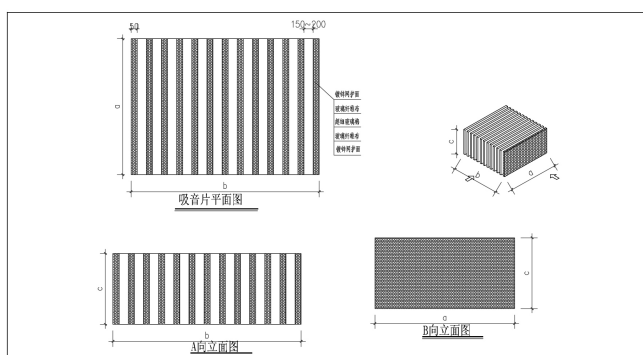 50
150~200
a
镀锌网护面
玻璃纤维布
超细玻璃棉
玻璃纤维布
镀锌网护面
b
吸音片平面图
c
b
a
c
b
A向立面图
c
a
B向立面图